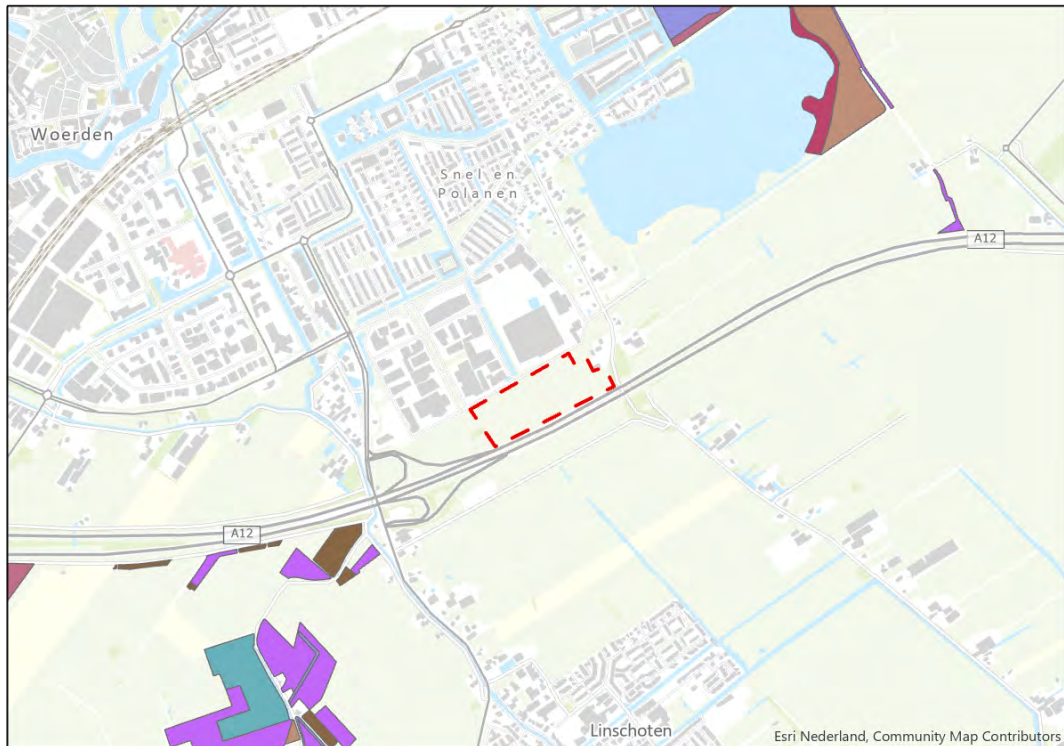 Woerden
Snel en
Polanen
A12
A12
Linschoten
Esri Nederland, Community Map Contributors